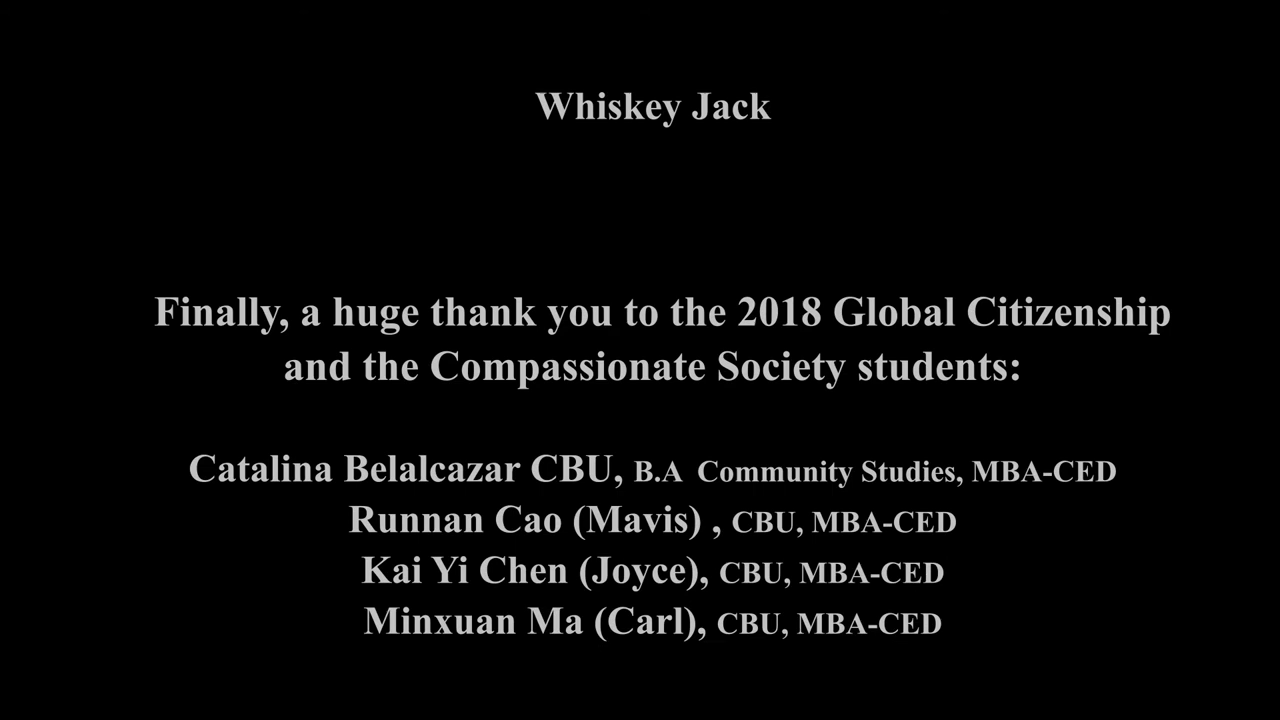 Whiskey Jack
Finally, a huge thank you to the 2018 Global Citizenship
and the Compassionate Society students:
Catalina Belalcazar CBU, B.A  Community Studies, MBA-CED
Runnan Cao (Mavis) , CBU, MBA-CED
Kai Yi Chen (Joyce), CBU, MBA-CED
Minxuan Ma (Carl), CBU, MBA-CED